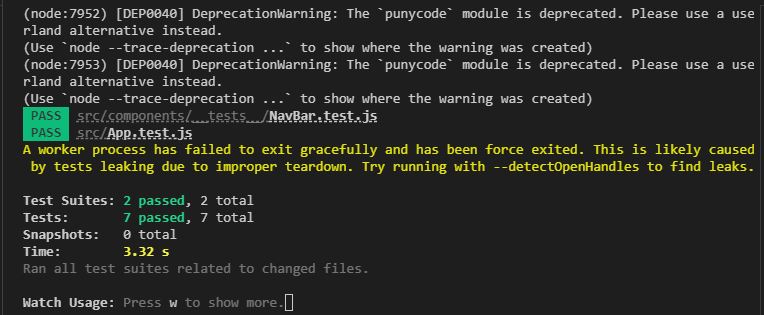 (node:7952) [DEP0040] DeprecationWarning: The `punycode` module is deprecated. Please use a use
rland alternative instead.
(Use `node --trace-deprecation ...` to show where the warning was created)
(node:7953) [DEP0040] DeprecationWarning: The `punycode` module is deprecated. Please use a use
rland alternative instead.
(Use `node --trace-deprecation ...` to show where the warning was created)
PASS src/components/__tests__/NavBar.test.js
PASS src/App.test.js
A worker process has failed to exit gracefully and has been force exited. This is likely caused
by tests leaking due to improper teardown. Try running with --detectOpenHandles to find leaks.
Test Suites: 2 passed, 2 total
Tests: 7 passed, 7 total
Snapshots: 0 total
Time: 3.32 s
Ran all test suites related to changed files.
Watch Usage: Press w to show more.